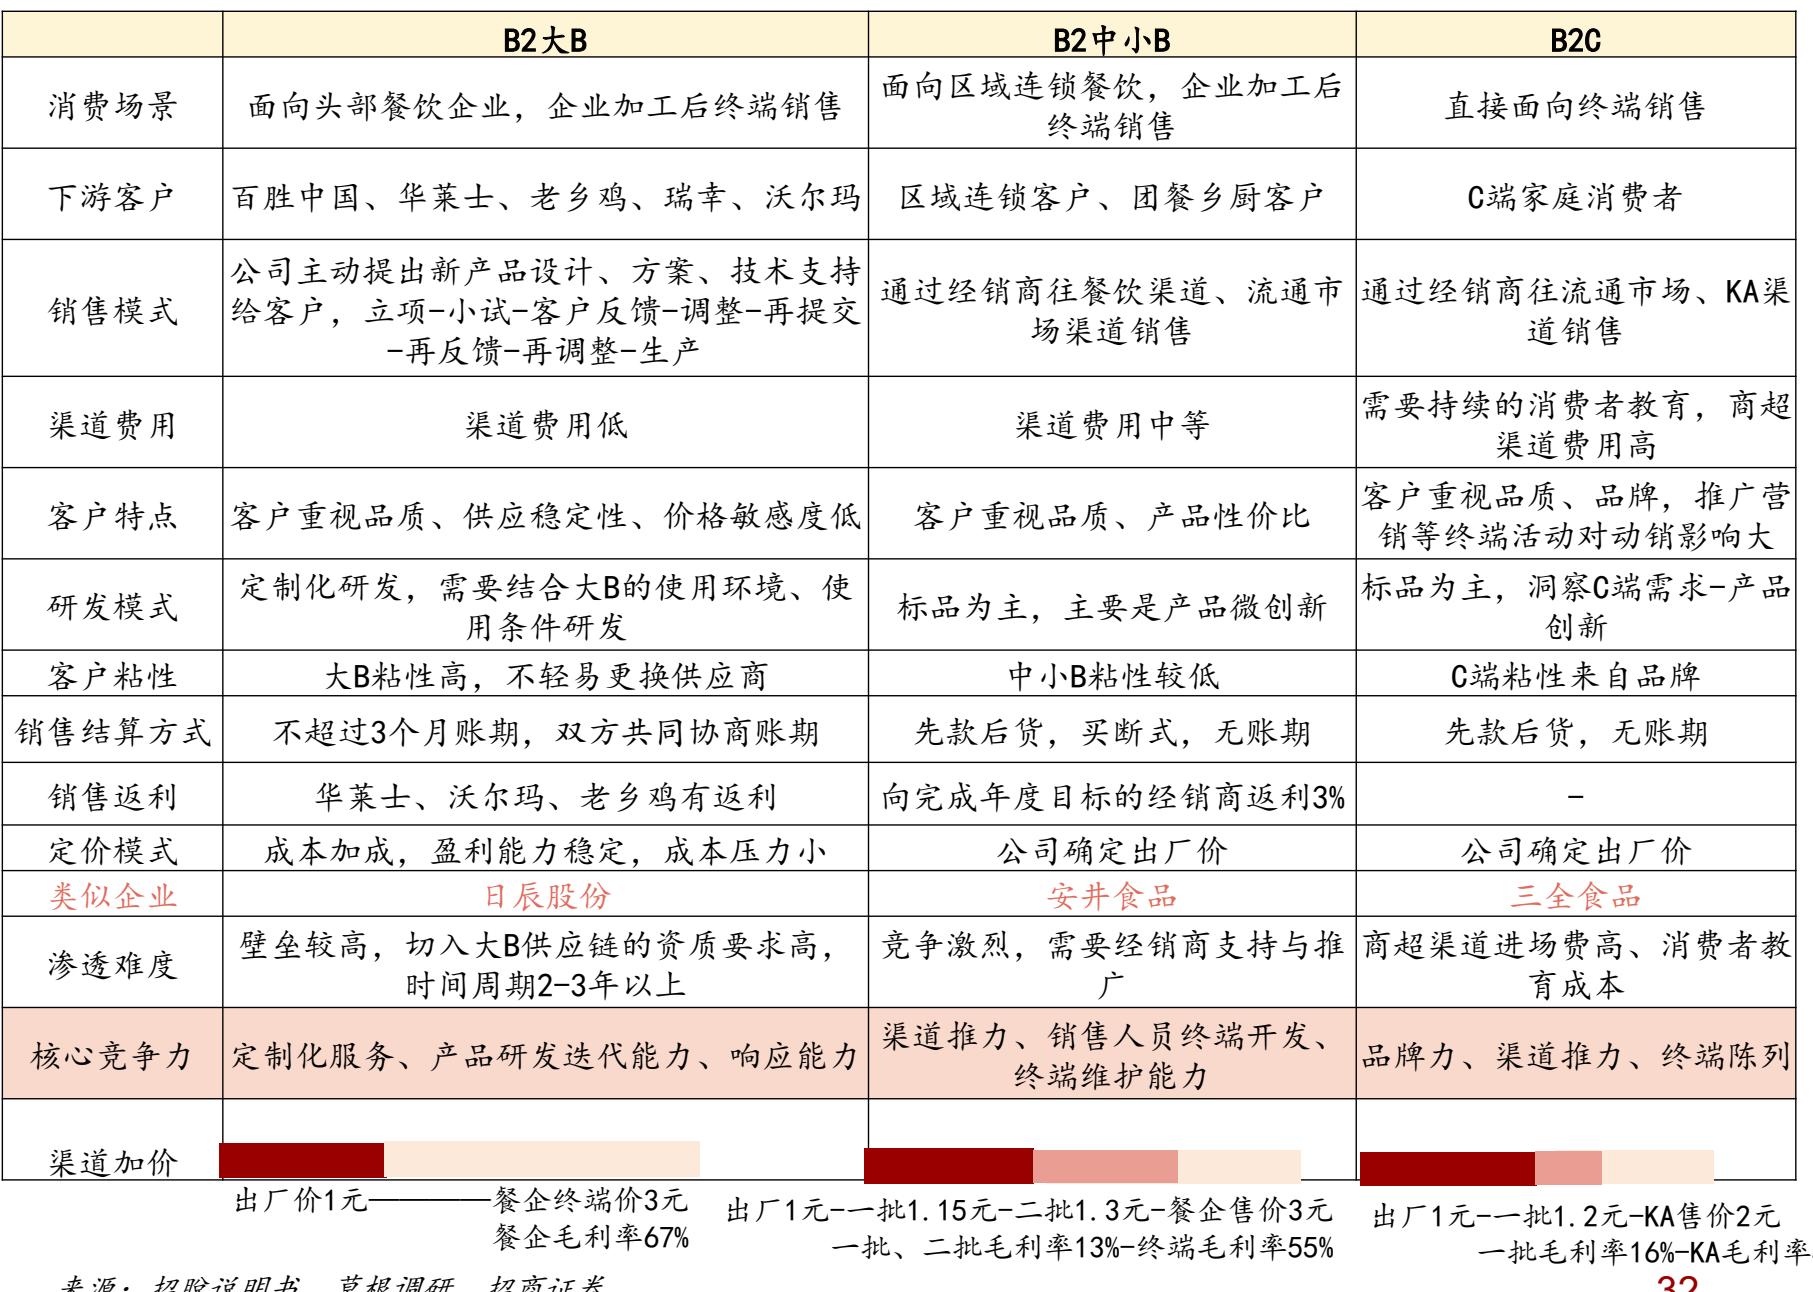 B2大B B2中小B B2C
消费场景 面向头部餐饮企业，企业加工后终端销售 面向区域连锁餐饮，企业加工后 直接面向终端销售
终端销售
下游客户 百胜中国、华莱士、老乡鸡、瑞幸、沃尔玛 区域连锁客户、团餐乡厨客户 C端家庭消费者
销售模式
公司主动提出新产品设计、方案、技术支持
给客户，立项-小试-客户反馈-调整-再提交
-再反馈-再调整-生产
通过经销商往餐饮渠道、流通市
场渠道销售
通过经销商往流通市场、KA渠
道销售
渠道费用 渠道费用低 渠道费用中等
需要持续的消费者教育，商超
渠道费用高
客户特点 客户重视品质、供应稳定性、价格敏感度低 客户重视品质、产品性价比
客户重视品质、品牌，推广营
销等终端活动对动销影响大
研发模式
定制化研发，需要结合大B的使用环境、使
用条件研发
标品为主，主要是产品微创新
标品为主，洞察C端需求-产品
创新
客户粘性 大B粘性高，不轻易更换供应商 中小B粘性较低 C端粘性来自品牌
销售结算方式 不超过3个月账期，双方共同协商账期 先款后货，买断式，无账期 先款后货，无账期
销售返利 华莱士、沃尔玛、老乡鸡有返利 向完成年度目标的经销商返利3% -
定价模式 成本加成，盈利能力稳定，成本压力小 公司确定出厂价 公司确定出厂价
类似企业 日辰股份 安井食品 三全食品
渗透难度
壁垒较高，切入大B供应链的资质要求高，
时间周期2-3年以上
竞争激烈，需要经销商支持与推
广
商超渠道进场费高、消费者教
育成本
核心竞争力 定制化服务、产品研发迭代能力、响应能力
渠道推力、销售人员终端开发、
终端维护能力
品牌力、渠道推力、终端陈列
渠道加价
出厂价1元————餐企终端价3元
餐企毛利率67%
出厂1元-一批1.15元-二批1.3元-餐企售价3元
一批、二批毛利率13%-终端毛利率55%
出厂1元-一批1.2元-KA售价2元
一批毛利率16%-KA毛利率
来源：招股说明书、草根调研、招商证券
32